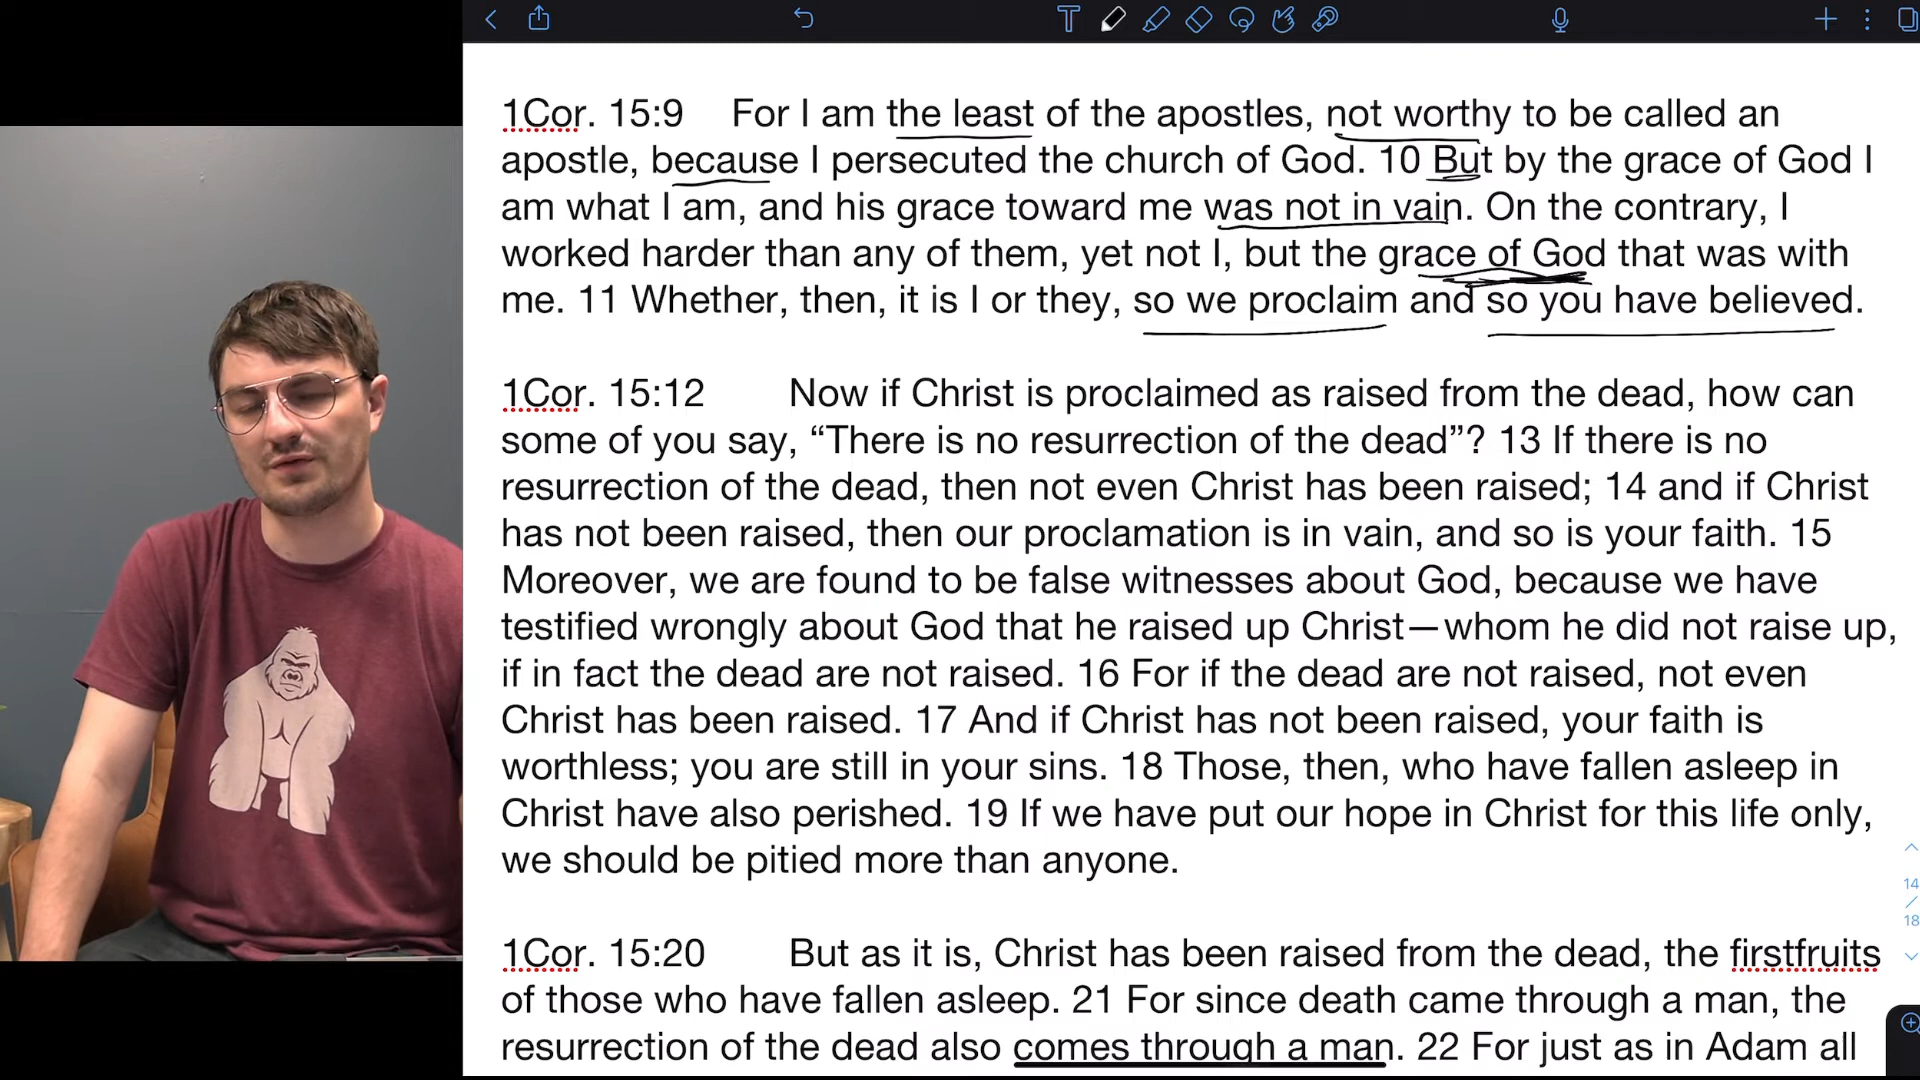 1Cor. 15:9 For I am the least of the apostles, not worthy to be called an
apostle, because I persecuted the church of God. 10 But by the grace of God I
am what I am, and his grace toward me was not in vain. On the contrary, I
worked harder than any of them, yet not I, but the grace of God that was with
me. 11 Whether, then, it is I or they, so we proclaim and so you have believed.
1Cor. 15:12 Now if Christ is proclaimed as raised from the dead, how can
some of you say, “There is no resurrection of the dead”? 13 If there is no
resurrection of the dead, then not even Christ has been raised; 14 and if Christ
has not been raised, then our proclamation is in vain, and so is your faith. 15
Moreover, we are found to be false witnesses about God, because we have
testified wrongly about God that he raised up Christ—whom he did not raise up,
if in fact the dead are not raised. 16 For if the dead are not raised, not even
Christ has been raised. 17 And if Christ has not been raised, your faith is
worthless; you are still in your sins. 18 Those, then, who have fallen asleep in
Christ have also perished. 19 If we have put our hope in Christ for this life only,
we should be pitied more than anyone.
1Cor. 15:20 But as it is, Christ has been raised from the dead, the firstfruits
of those who have fallen asleep. 21 For since death came through a man, the
resurrection of the dead also comes through a man. 22 For just as in Adam all
14
/
18